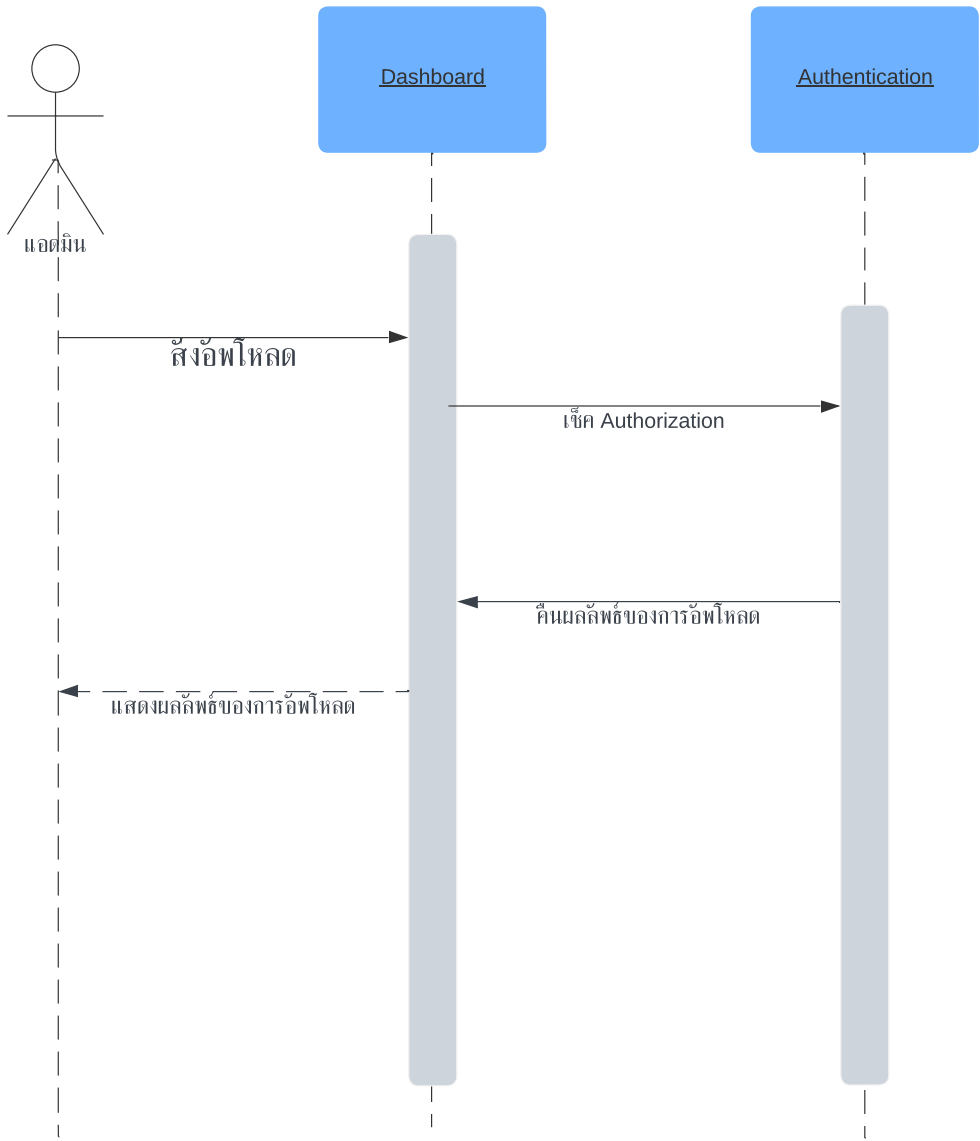 Dashboard
Authentication
แอดมิน
สั่งอัพโหลด
เช็ค Authorization
คืนผลลัพธ์ของการอัพโหลด
แสดงผลลัพธ์ของการอัพโหลด